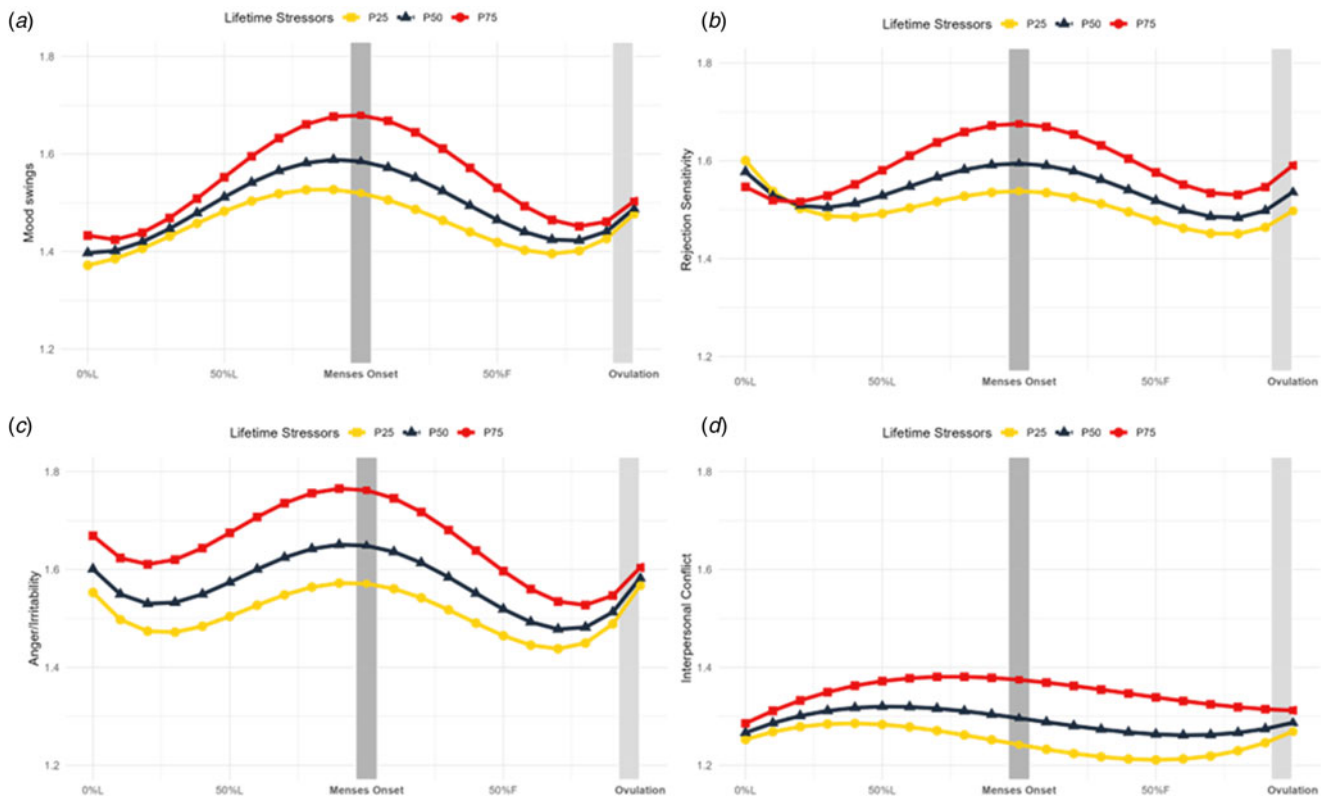 (a)
Lifetime Stressors P25 P50 P75
1.8
1.6
1.4
1.2
Mood swings
0%L 50%L Menses Onset 50%F Ovulation
(b)
Lifetime Stressors P25 P50 P75
1.8
1.6
1.4
1.2
Rejection Sensitivity
0%L 50%L Menses Onset 50%F Ovulation
(c)
Lifetime Stressors P25 P50 P75
1.8
1.6
1.4
1.2
Anger/Irritability
0%L 50%L Menses Onset 50%F Ovulation
(d)
Lifetime Stressors P25 P50 P75
1.8
1.6
1.4
1.2
Interpersonal Conflict
0%L 50%L Menses Onset 50%F Ovulation